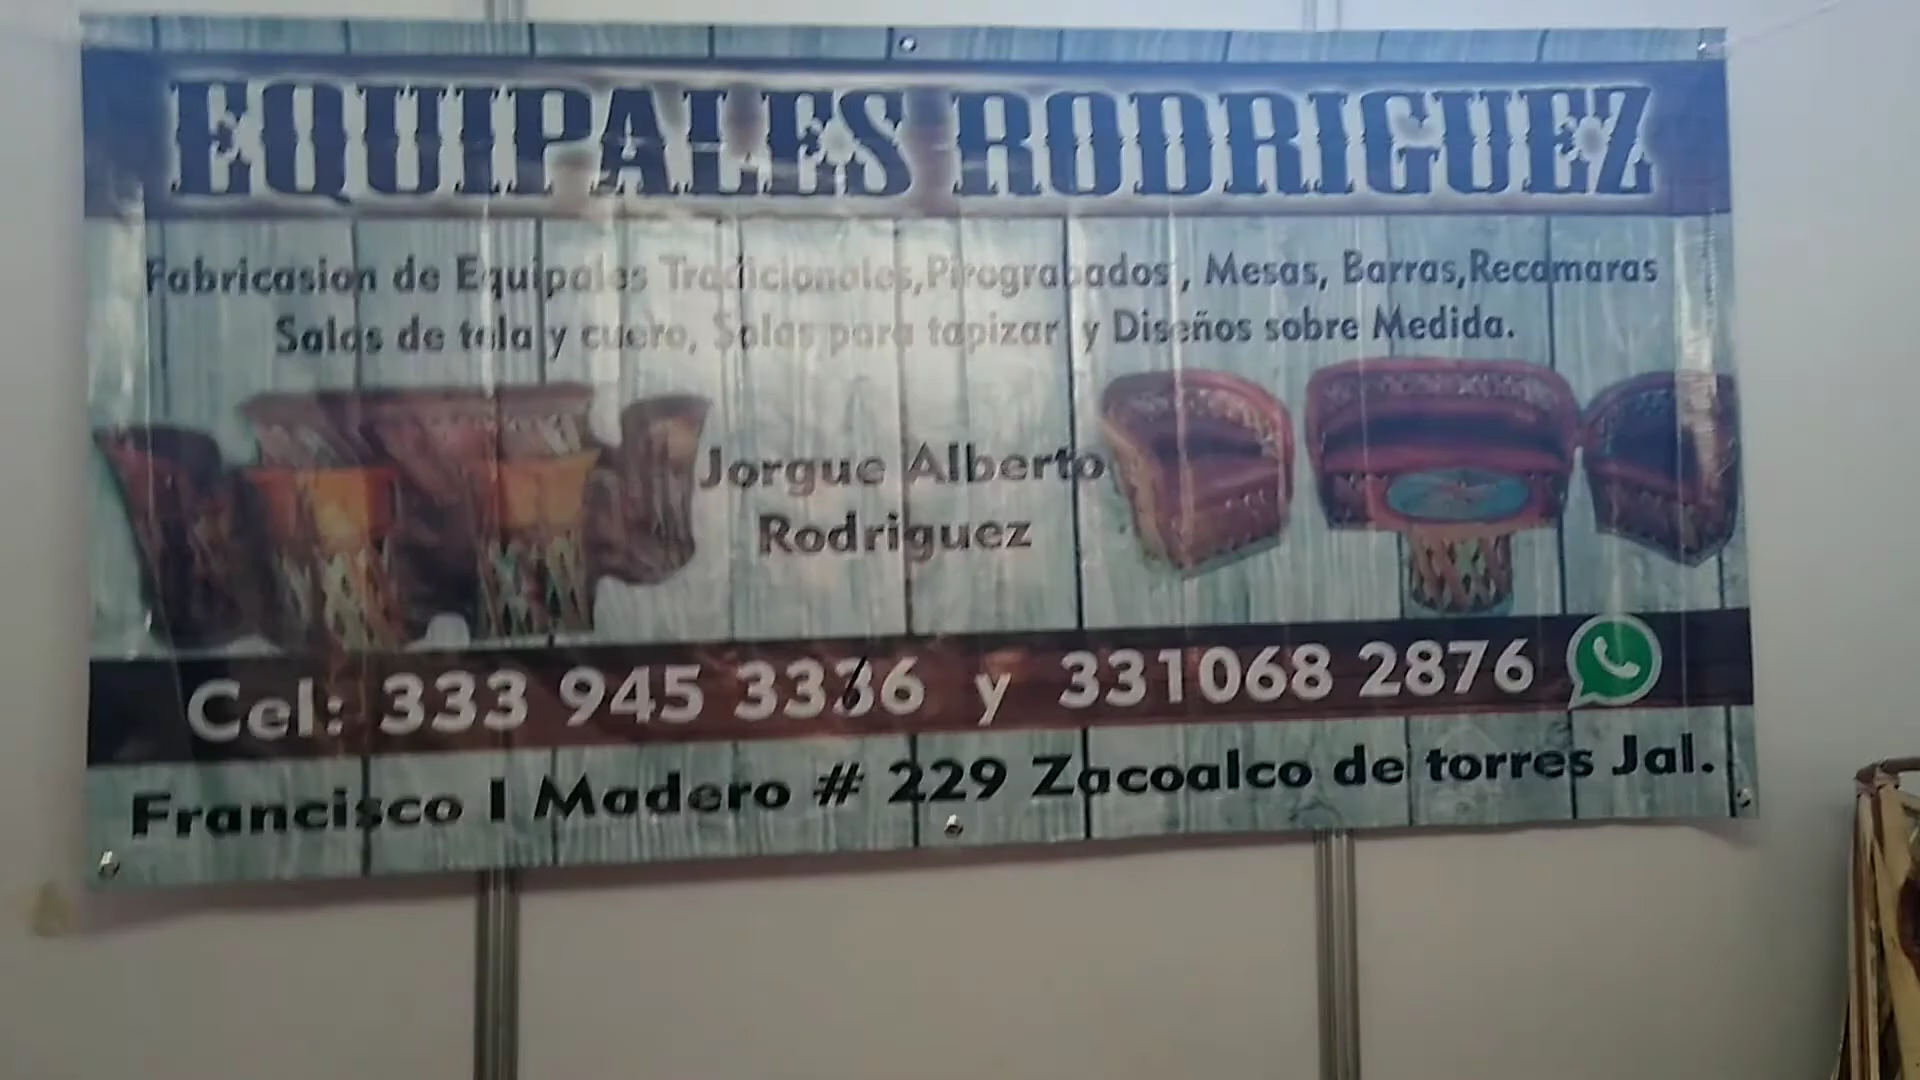 EQUIPALES RODRIGUEZ
Fabricasion de Equipales Tradicionales,Pirograbados, Mesas, Barras,Recamaras
Salas de tela y cuero, Salas para tapizar y Diseños sobre Medida.
Jorgue Alberto
Rodriguez
Cel: 333 945 3336 y 331068 2876
Francisco I Madero # 229 Zacoalco de torres Jal.